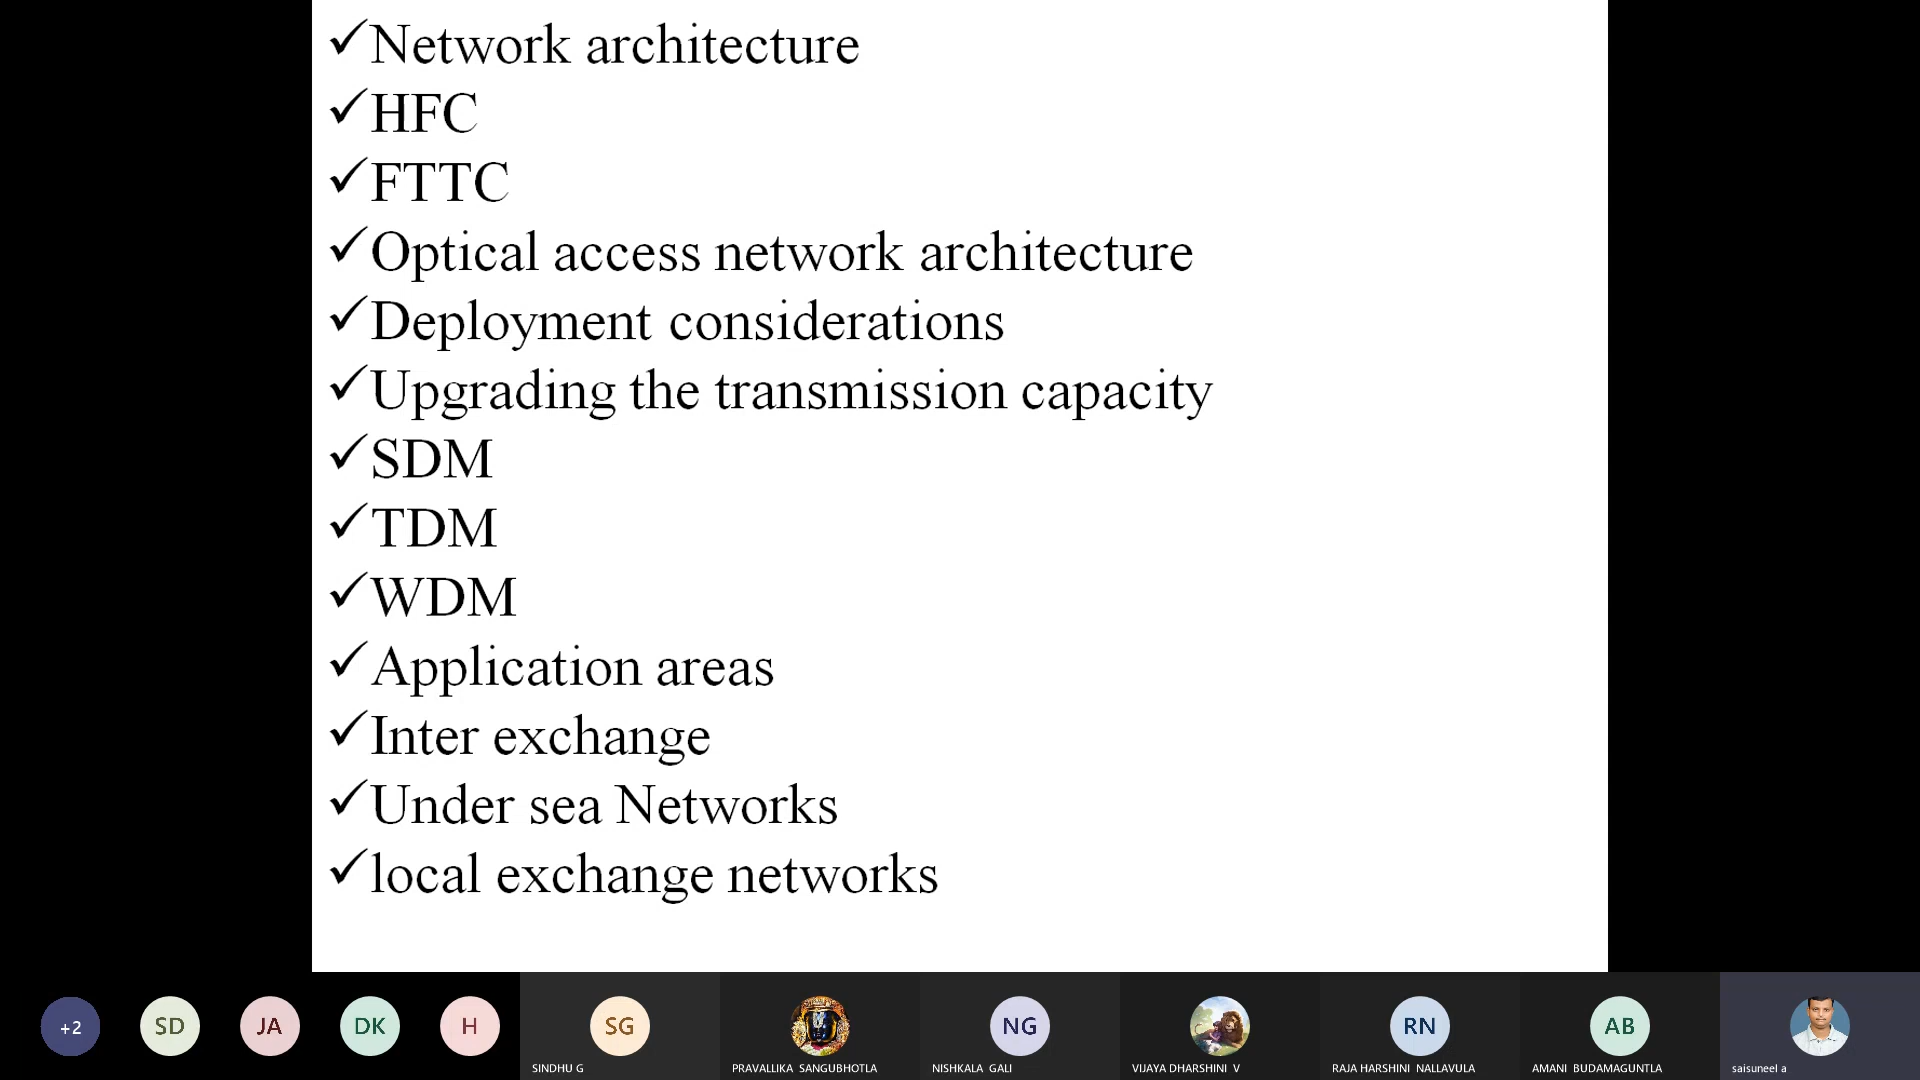 ✓Network architecture
✓HFC
✓FTTC
✓Optical access network architecture
✓Deployment considerations
✓Upgrading the transmission capacity
✓SDM
✓TDM
✓WDM
✓Application areas
✓Inter exchange
✓Under sea Networks
✓local exchange networks
+2 SD JA DK H SG NG RN AB
SINDHU G PRAVALLIKA SANGUBHOTLA NISHKALA GALI VIJAYA DHARSHINI V RAJA HARSHINI NALLAVULA AMANI BUDAMAGUNTLA saisuneel a